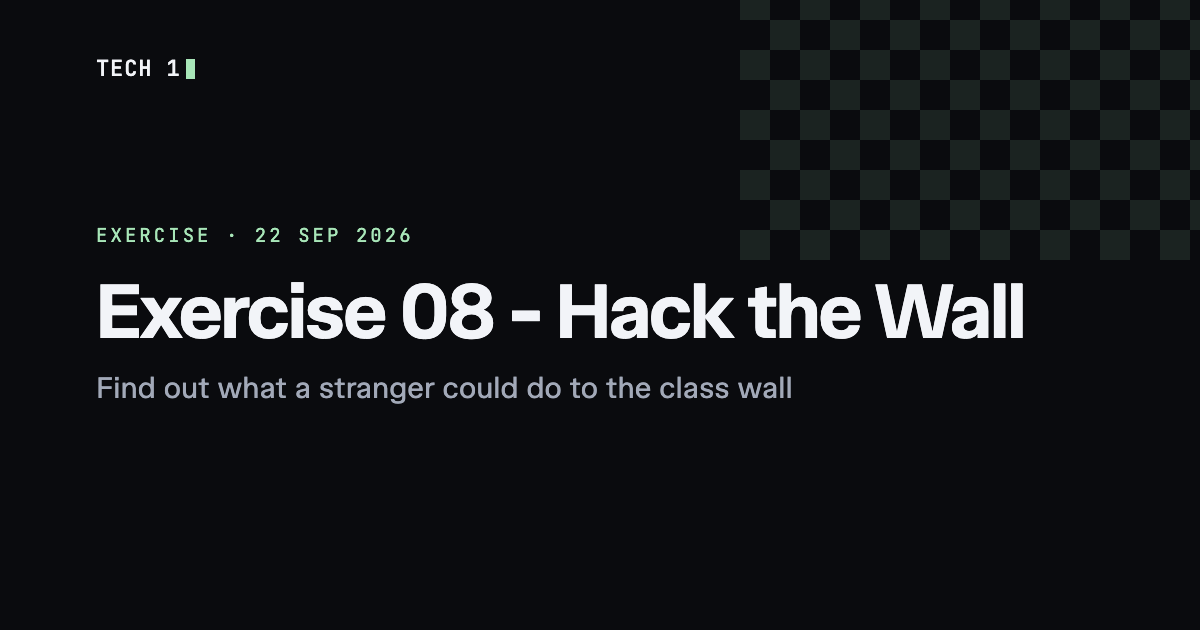 TECH 1
EXERCISE · 22 SEP 2026
Exercise 08 - Hack the Wall
Find out what a stranger could do to the class wall